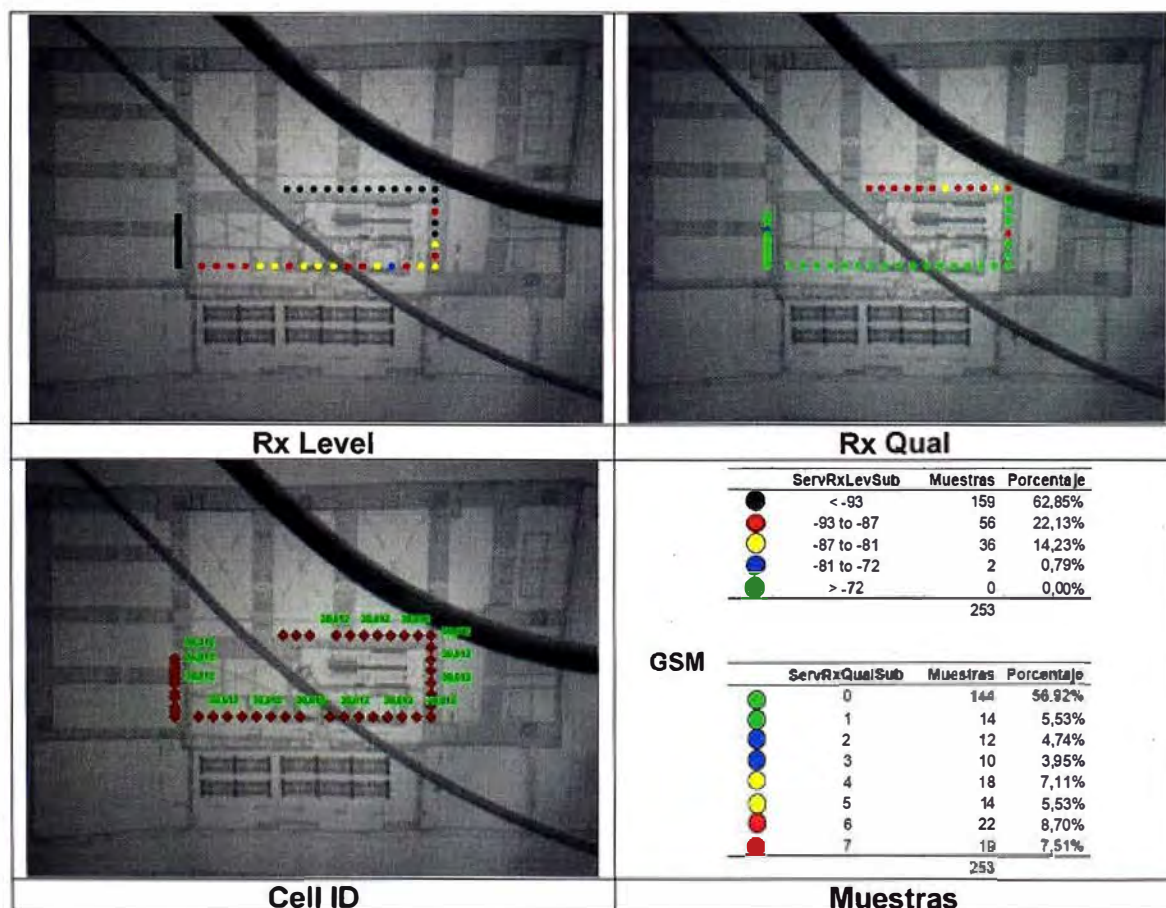 Rx Level
Rx Qual
ServRxLevSub Muestras Porcentaje
< -93 159 62,85%
-93 to -87 56 22,13%
-87 to -81 36 14,23%
-81 to -72 2 0,79%
> -72 0 0,00%
253
GSM
ServRxQualSub Muestras Porcentaje
0 144 56,92%
1 14 5,53%
2 12 4,74%
3 10 3,95%
4 18 7,11%
5 14 5,53%
6 22 8,70%
7 19 7,51%
253
Cell ID
Muestras